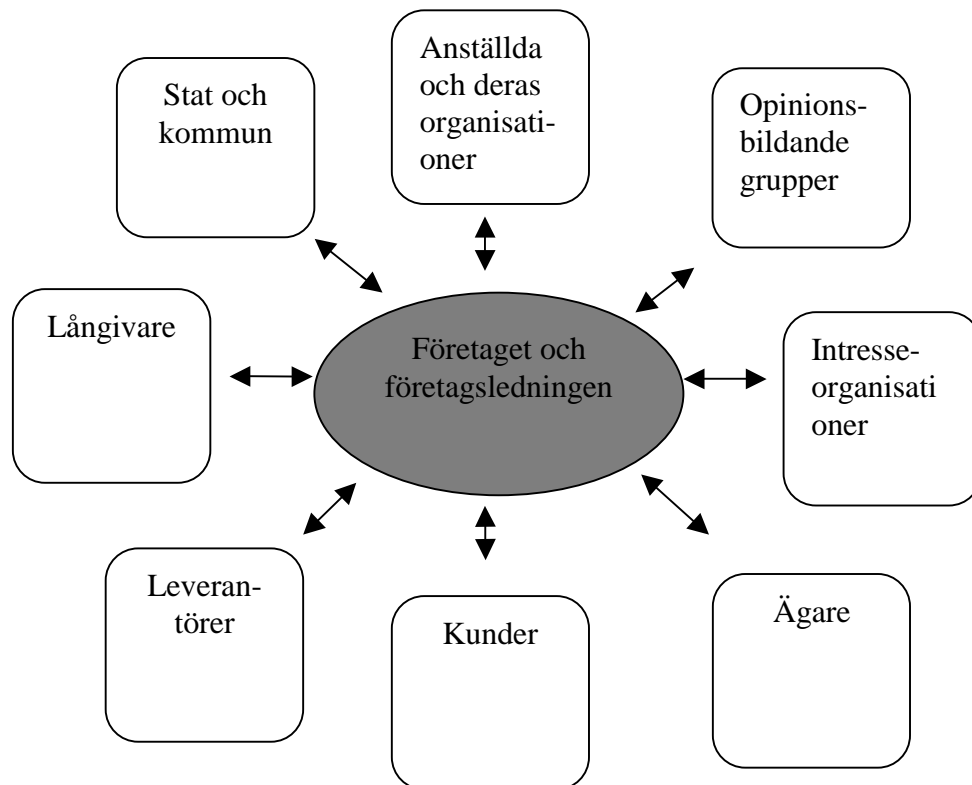 Stat och
kommun
Anställda
och deras
organisati-
oner
Opinions-
bildande
grupper
Långivare
Företaget och
företagsledningen
Intresse-
organisati
oner
Leveran-
törer
Kunder
Ägare